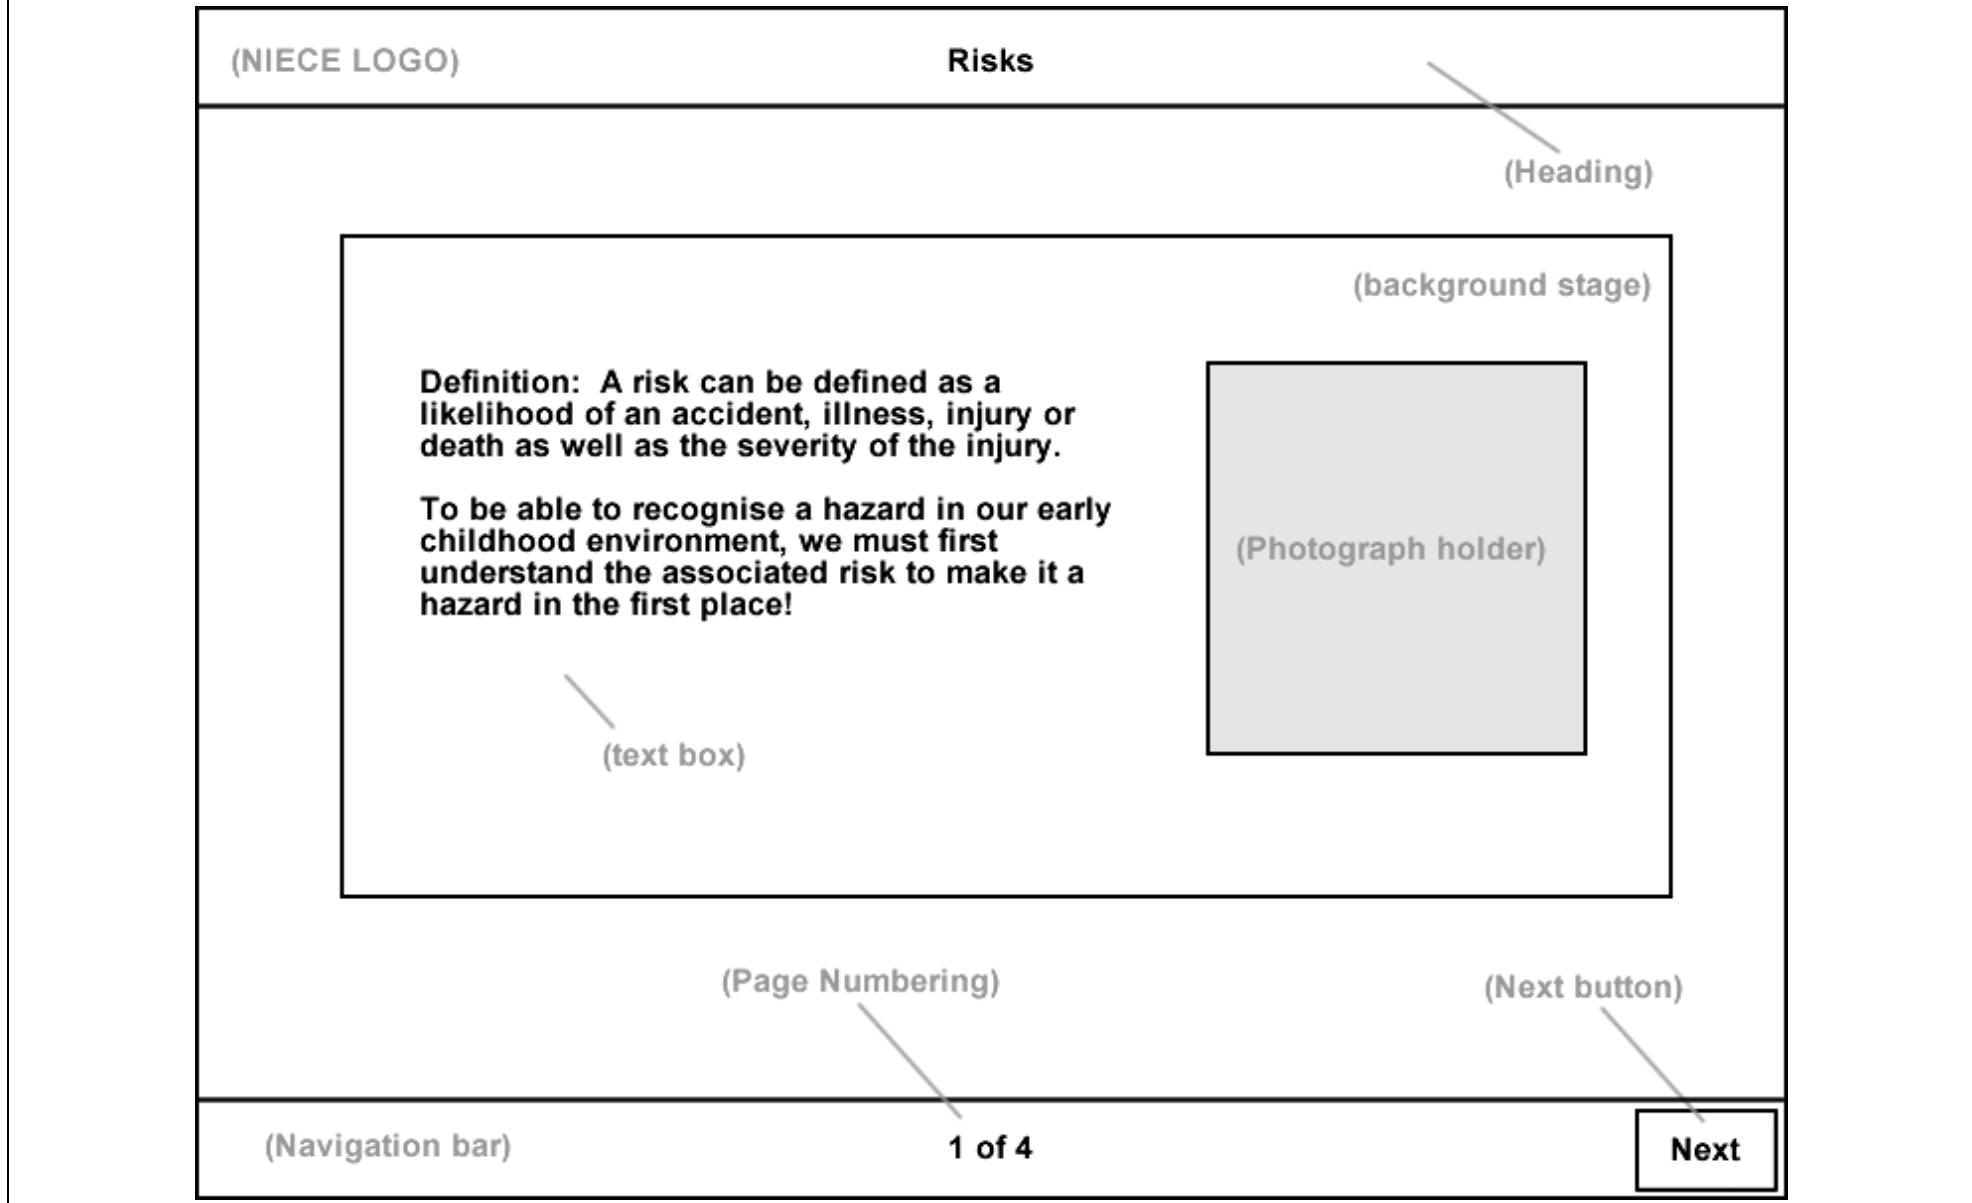 (NIECE LOGO)
Risks
(Heading)
(background stage)
Definition:  A risk can be defined as a
likelihood of an accident, illness, injury or
death as well as the severity of the injury.
To be able to recognise a hazard in our early
childhood environment, we must first
understand the associated risk to make it a
hazard in the first place!
(Photograph holder)
(text box)
(Page Numbering)
(Next button)
(Navigation bar)
1 of 4
Next